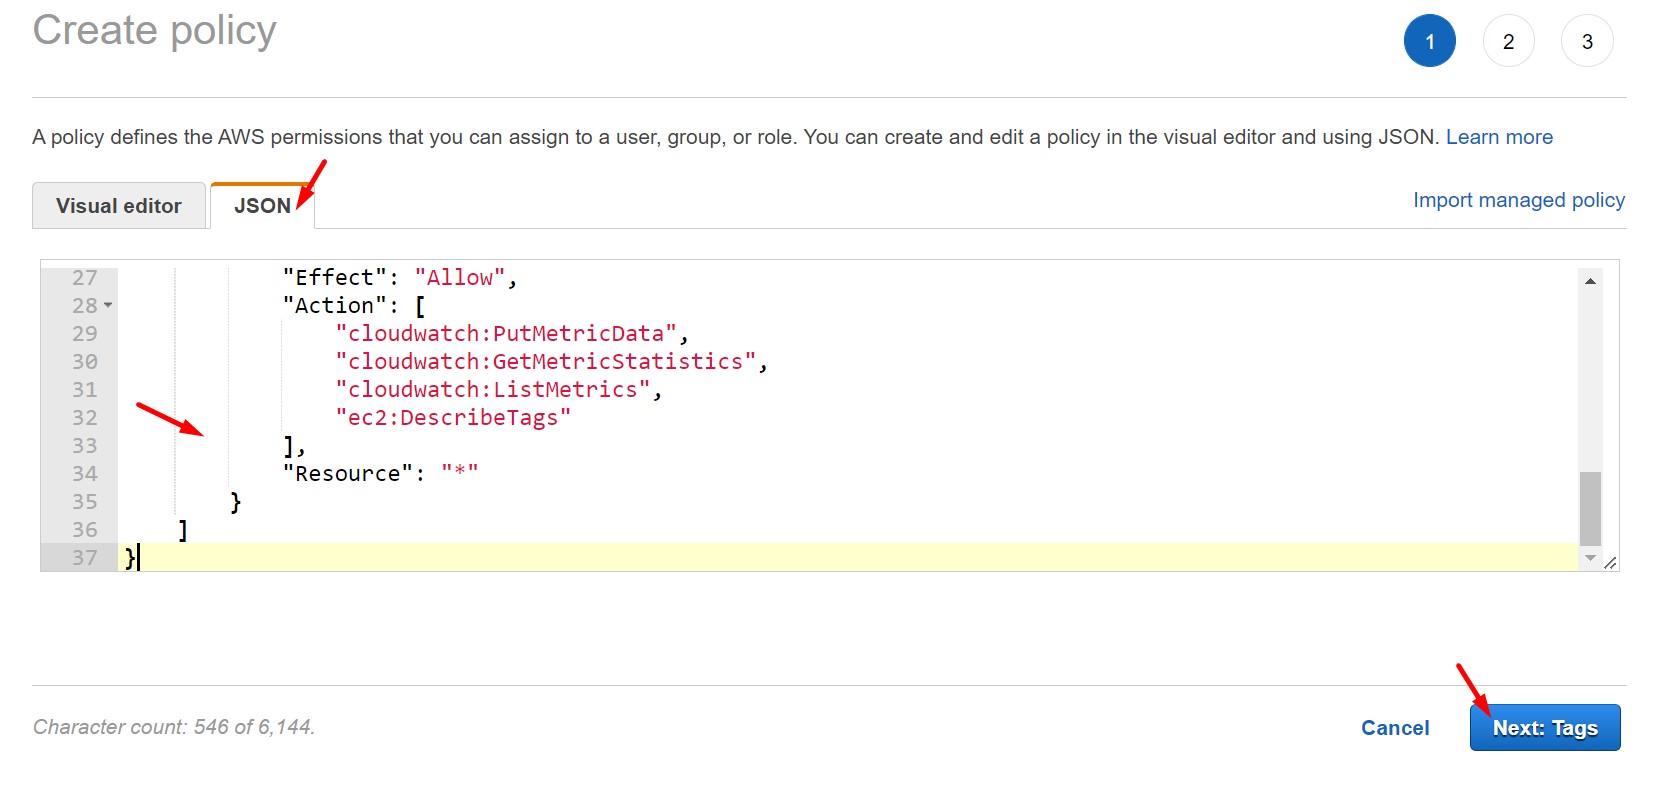 Create policy
1 2 3
A policy defines the AWS permissions that you can assign to a user, group, or role. You can create and edit a policy in the visual editor and using JSON. Learn more
Visual editor JSON Import managed policy
27 "Effect": "Allow",
28 "Action": [
29 "cloudwatch:PutMetricData",
30 "cloudwatch:GetMetricStatistics",
31 "cloudwatch:ListMetrics",
32 "ec2:DescribeTags"
33 ],
34 "Resource": "*"
35 }
36 ]
37 }
Character count: 546 of 6,144. Cancel Next: Tags